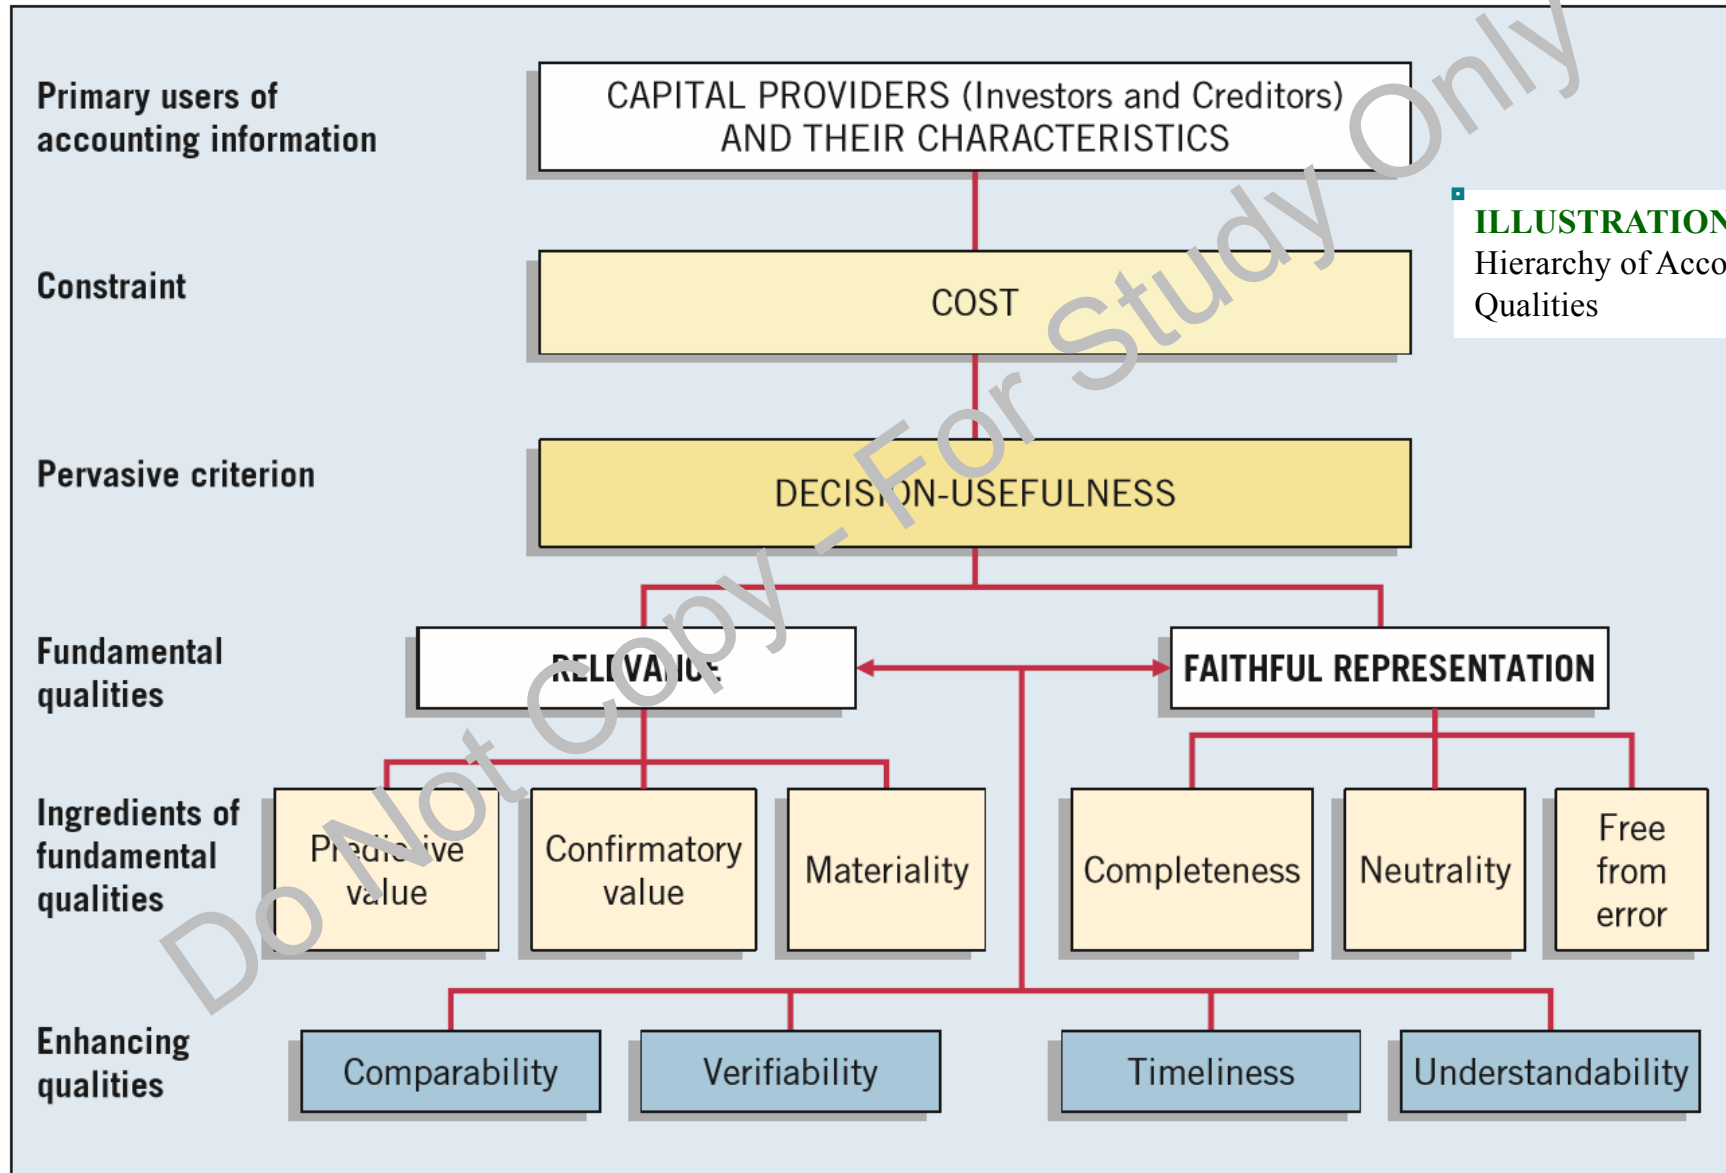 Primary users of
accounting information
CAPITAL PROVIDERS (Investors and Creditors)
AND THEIR CHARACTERISTICS
ILLUSTRATION
Hierarchy of Acco
Qualities
Constraint
COST
Pervasive criterion
DECISION-USEFULNESS
Fundamental
qualities
RELEVANCE
FAITHFUL REPRESENTATION
Ingredients of
fundamental
qualities
Predictive
value
Confirmatory
value
Materiality
Completeness
Neutrality
Free
from
error
Enhancing
qualities
Comparability
Verifiability
Timeliness
Understandability
Do Not Copy - For Study Only